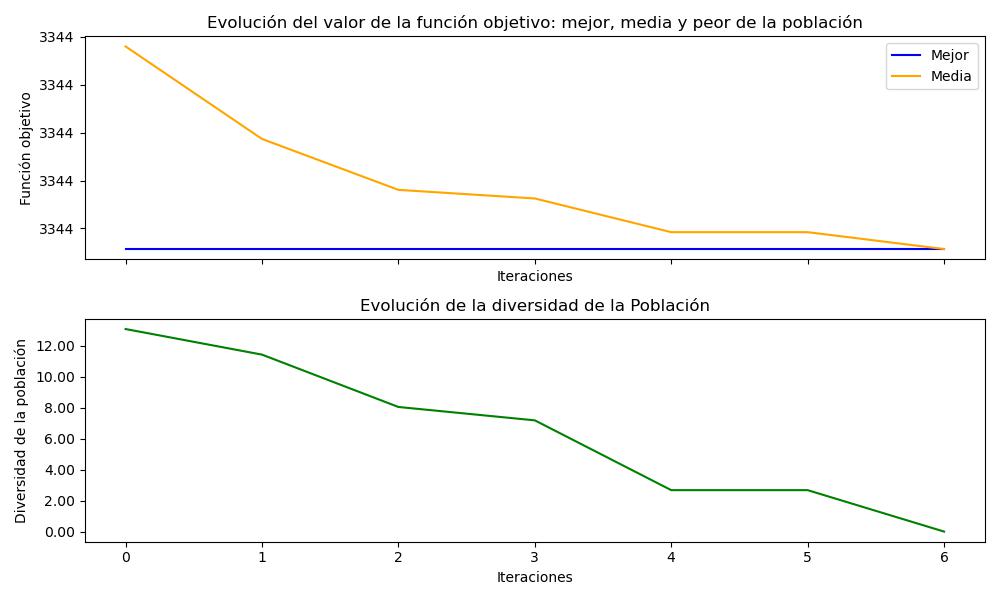 Evolución del valor de la función objetivo: mejor, media y peor de la población
3344
3344
3344
3344
3344
Función objetivo
Mejor
Media
Iteraciones
Evolución de la diversidad de la Población
12.00
10.00
8.00
6.00
4.00
2.00
0.00
Diversidad de la población
0 1 2 3 4 5 6
Iteraciones